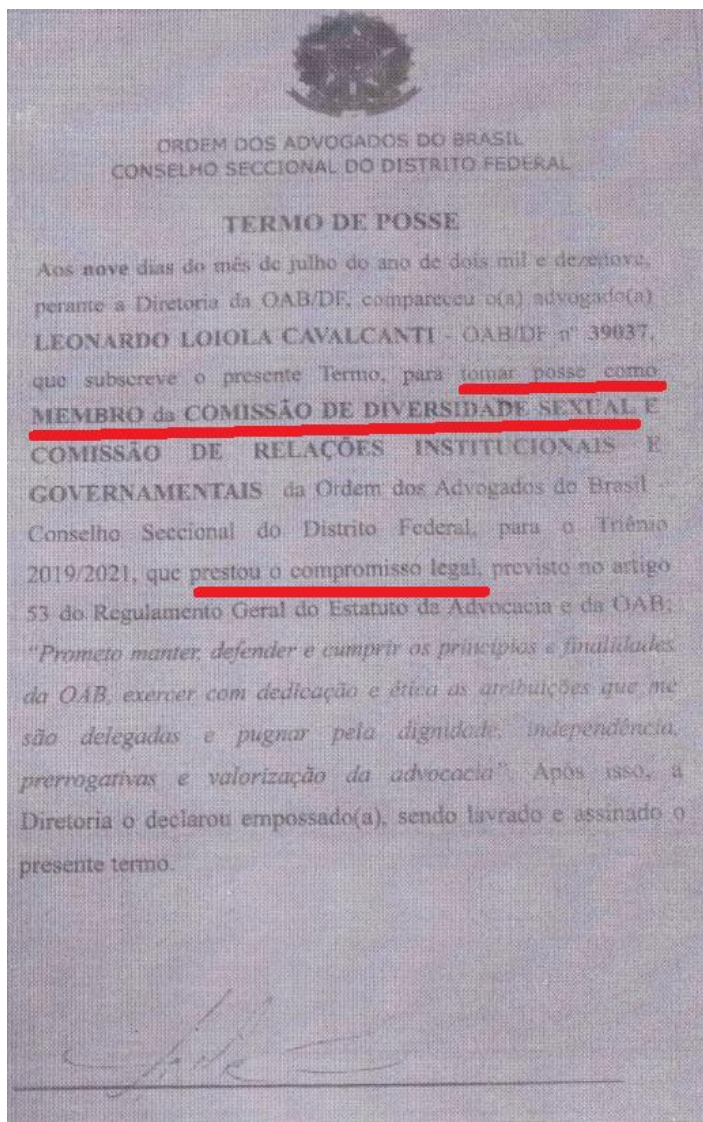 ORDEM DOS ADVOGADOS DO BRASIL
CONSELHO SECCIONAL DO DISTRITO FEDERAL
TERMO DE POSSE
Aos nove dias do mês de julho do ano de dois mil e dezenove,
perante a Diretoria da OAB/DF, compareceu o(a) advogado(a)
LEONARDO LOIOLA CAVALCANTI - OAB/DF nº 39037,
que subscreve o presente Termo, para tomar posse como
MEMBRO da COMISSÃO DE DIVERSIDADE SEXUAL E
COMISSÃO DE RELAÇÕES INSTITUCIONAIS E
GOVERNAMENTAIS da Ordem dos Advogados do Brasil -
Conselho Seccional do Distrito Federal, para o Triênio
2019/2021, que prestou o compromisso legal, previsto no artigo
53 do Regulamento Geral do Estatuto da Advocacia e da OAB:
"Prometo manter, defender e cumprir os princípios e finalidades
da OAB, exercer com dedicação e ética as atribuições que me
são delegadas e pugnar pela dignidade, independência,
prerrogativas e valorização da advocacia". Após isso, a
Diretoria o declarou empossado(a), sendo lavrado e assinado o
presente termo.